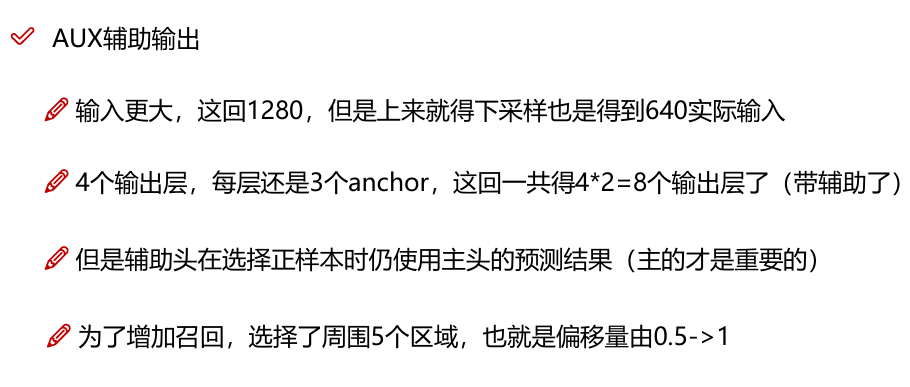 AUX辅助输出
输入更大，这回1280，但是上来就得下采样也是得到640实际输入
4个输出层，每层还是3个anchor，这回一共得4*2=8个输出层了（带辅助了）
但是辅助头在选择正样本时仍使用主头的预测结果（主的才是重要的）
为了增加召回，选择了周围5个区域，也就是偏移量由0.5->1